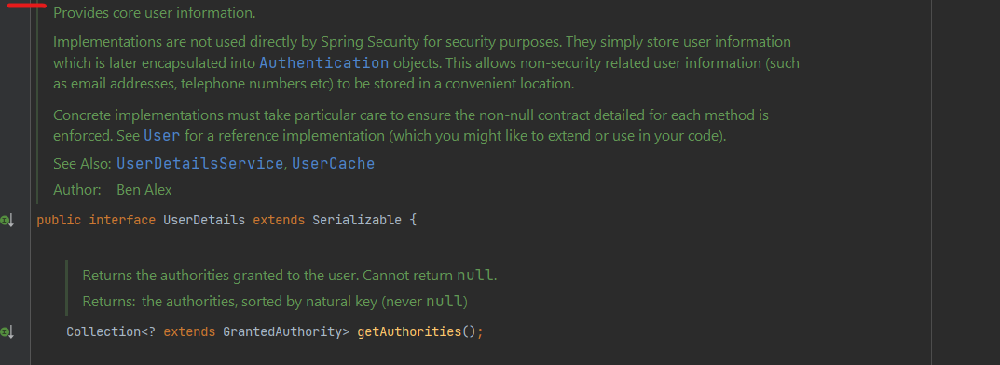 Provides core user information.
Implementations are not used directly by Spring Security for security purposes. They simply store user information
which is later encapsulated into Authentication objects. This allows non-security related user information (such
as email addresses, telephone numbers etc) to be stored in a convenient location.
Concrete implementations must take particular care to ensure the non-null contract detailed for each method is
enforced. See User for a reference implementation (which you might like to extend or use in your code).
See Also: UserDetailsService, UserCache
Author: Ben Alex
public interface UserDetails extends Serializable {
Returns the authorities granted to the user. Cannot return null.
Returns: the authorities, sorted by natural key (never null)
Collection<? extends GrantedAuthority> getAuthorities();